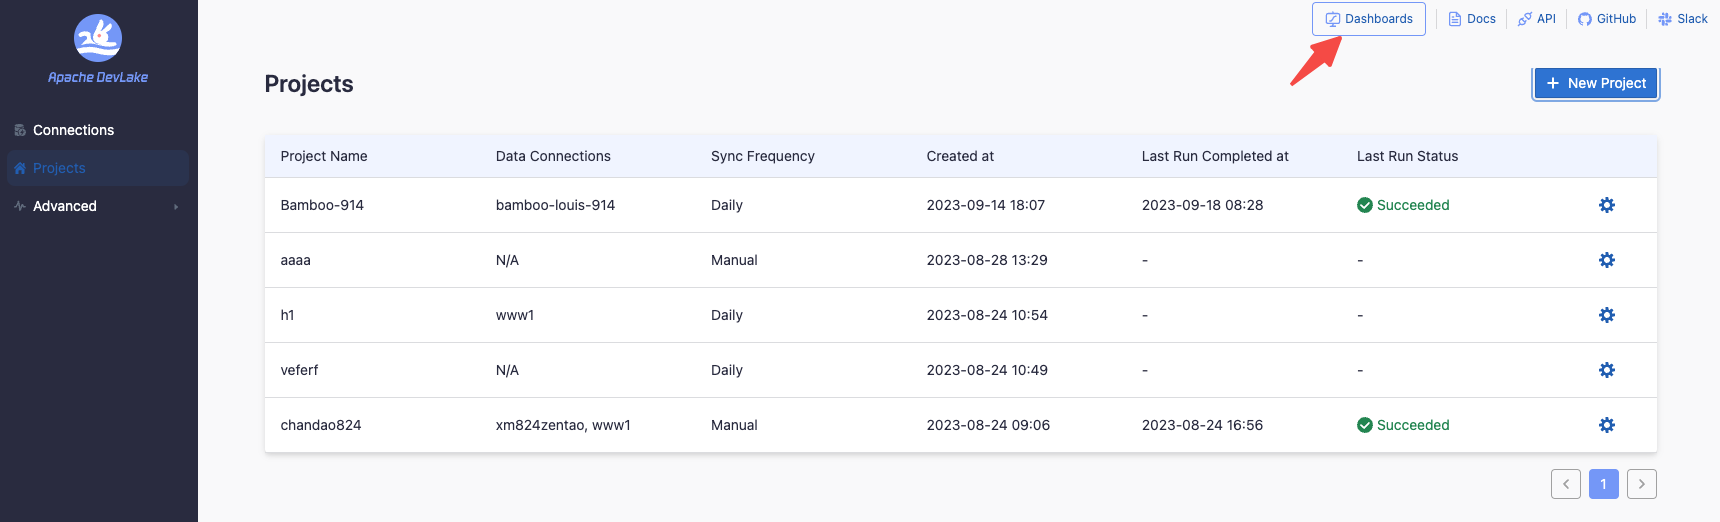 Dashboards Docs API GitHub Slack
Apache DevLake
Connections
Projects
Advanced
Projects
New Project
Project Name Data Connections Sync Frequency Created at Last Run Completed at Last Run Status
Bamboo-914 bamboo-louis-914 Daily 2023-09-14 18:07 2023-09-18 08:28 Succeeded
aaaa N/A Manual 2023-08-28 13:29 - -
h1 www1 Daily 2023-08-24 10:54 - -
veferf N/A Daily 2023-08-24 10:49 - -
chandao824 xm824zentao, www1 Manual 2023-08-24 09:06 2023-08-24 16:56 Succeeded
1